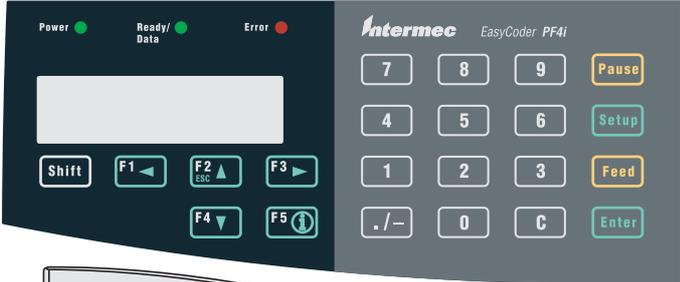 Power
Ready/
Data
Error
Intermec EasyCoder PF4i
7 8 9 Pause
4 5 6 Setup
Shift F1 F2 ESC F3 1 2 3 Feed
F4 F5 ./- 0 C Enter